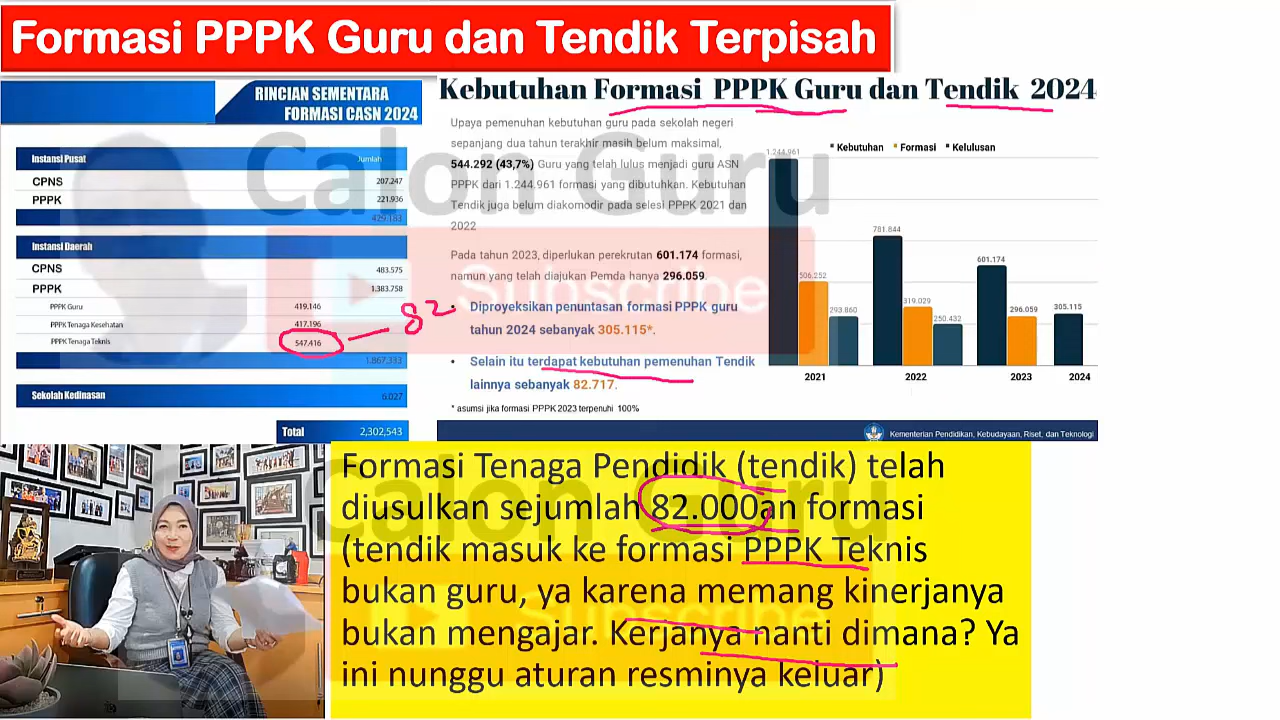 Formasi PPPK Guru dan Tendik Terpisah
RINCIAN SEMENTARA
FORMASI CASN 2024
Instansi Pusat
Jumlah
CPNS 207.247
PPPK 221.936
429.183
Instansi Daerah
CPNS 483.575
PPPK 1.383.758
PPPK Guru 419.146
PPPK Tenaga Kesehatan 417.196
PPPK Tenaga Teknis 547.416
1.867.333
Sekolah Kedinasan 6.027
Total 2,302,543
82
Kebutuhan Formasi PPPK Guru dan Tendik 2024
Upaya pemenuhan kebutuhan guru pada sekolah negeri
sepanjang dua tahun terakhir masih belum maksimal,
544.292 (43,7%) Guru yang telah lulus menjadi guru ASN
PPPK dari 1.244.961 formasi yang dibutuhkan. Kebutuhan
Tendik juga belum diakomodir pada selesi PPPK 2021 dan
2022
Pada tahun 2023, diperlukan perekrutan 601.174 formasi,
namun yang telah diajukan Pemda hanya 296.059.
• Diproyeksikan penuntasan formasi PPPK guru
tahun 2024 sebanyak 305.115*.
• Selain itu terdapat kebutuhan pemenuhan Tendik
lainnya sebanyak 82.717.
* asumsi jika formasi PPPK 2023 terpenuhi 100%
Kebutuhan Formasi Kelulusan
1.244.961
506.252
293.860
781.844
319.029
250.432
601.174
296.059
305.115
2021 2022 2023 2024
Kementerian Pendidikan, Kebudayaan, Riset, dan Teknologi
Calon Guru
Subscribe
Formasi Tenaga Pendidik (tendik) telah
diusulkan sejumlah 82.000an formasi
(tendik masuk ke formasi PPPK Teknis
bukan guru, ya karena memang kinerjanya
bukan mengajar. Kerjanya nanti dimana? Ya
ini nunggu aturan resminya keluar)
Calon Guru
Subscribe